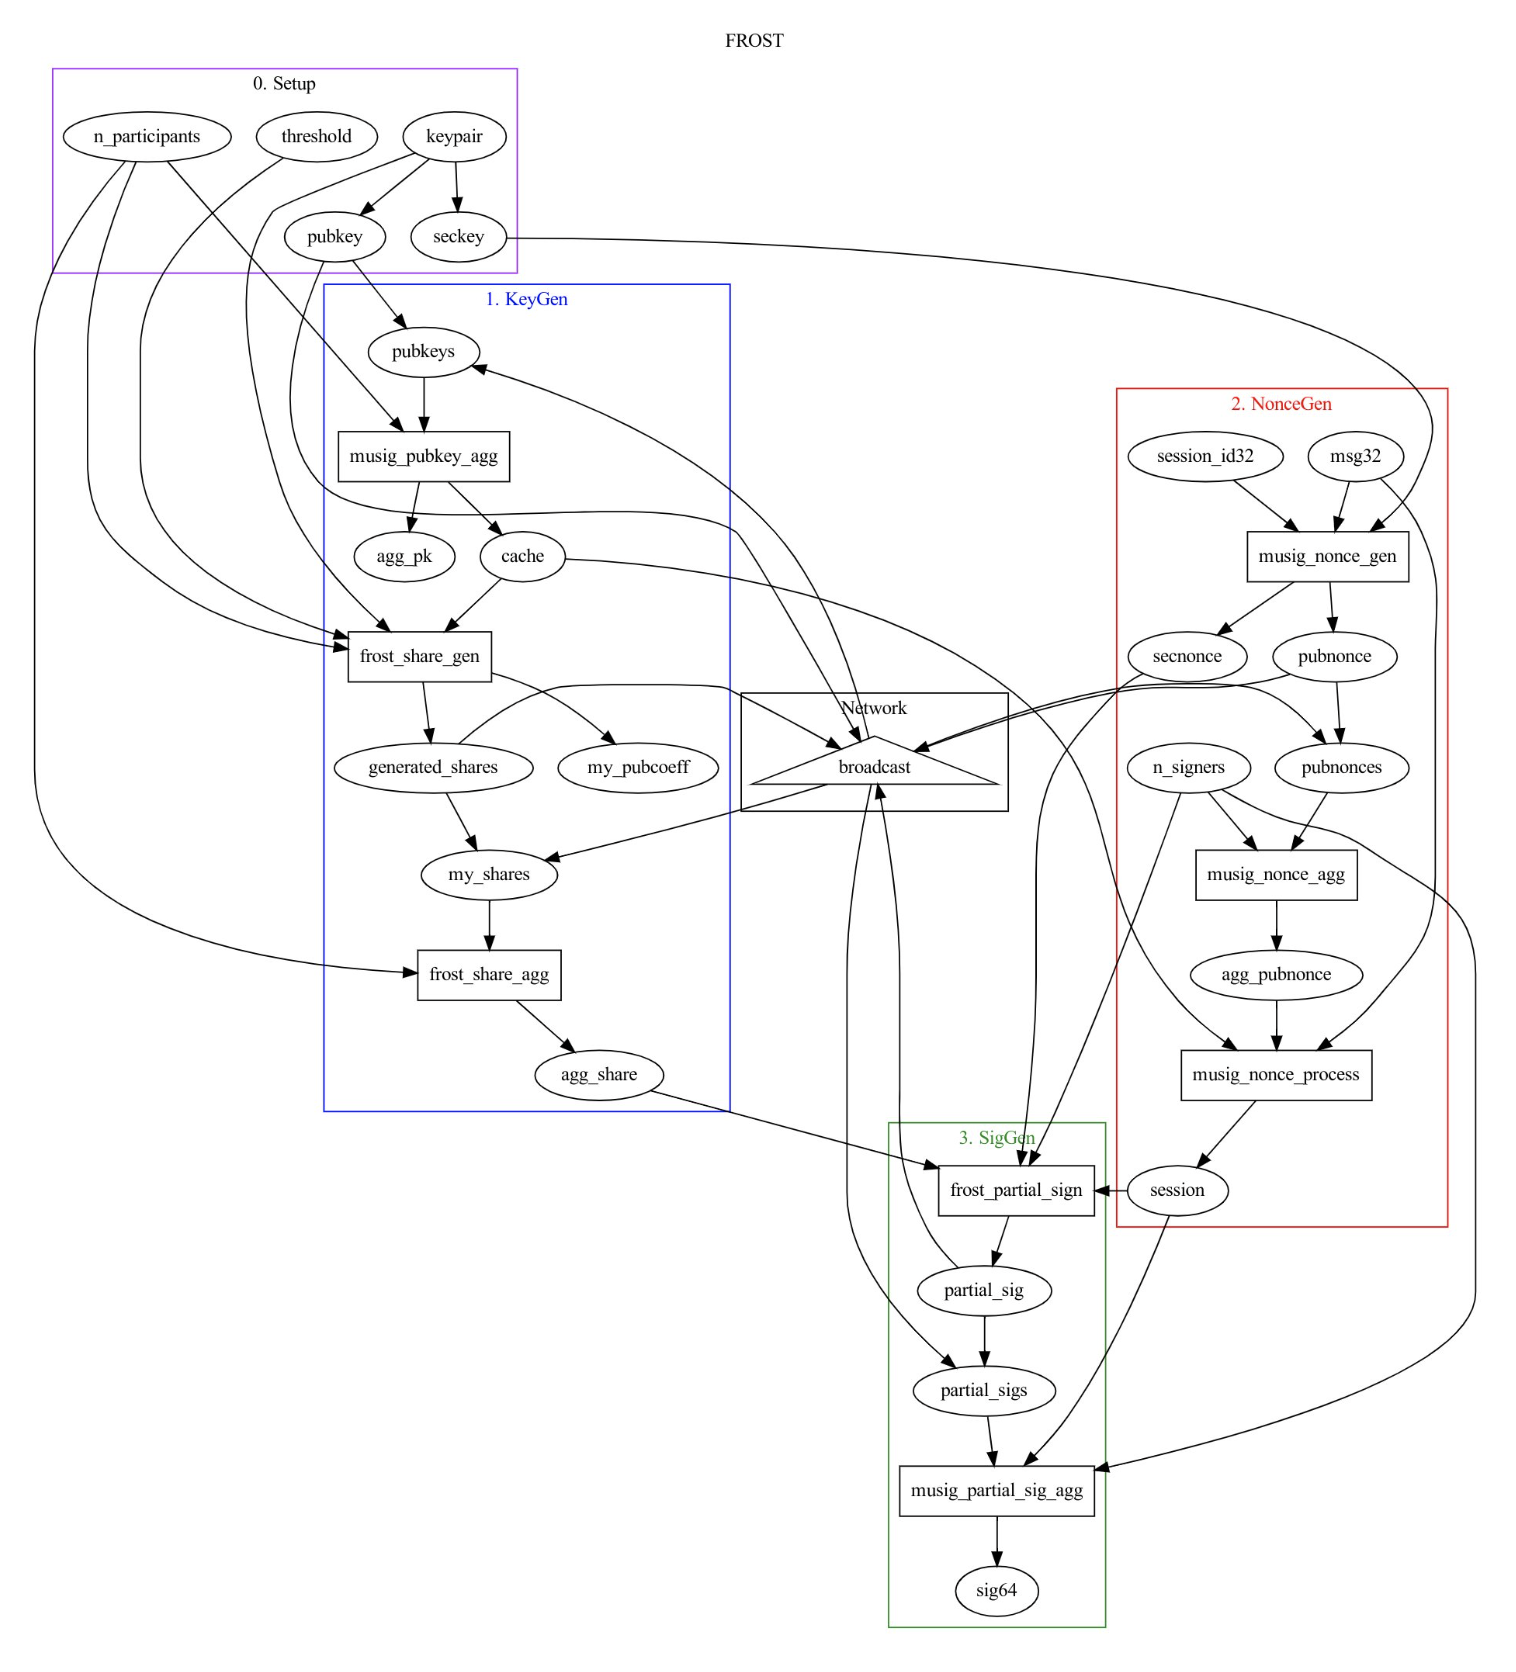 FROST
0. Setup
n_participants
threshold
keypair
pubkey
seckey
1. KeyGen
pubkeys
musig_pubkey_agg
agg_pk
cache
frost_share_gen
generated_shares
my_pubcoeff
my_shares
frost_share_agg
agg_share
Network
broadcast
2. NonceGen
session_id32
msg32
musig_nonce_gen
secnonce
pubnonce
n_signers
pubnonces
musig_nonce_agg
agg_pubnonce
musig_nonce_process
session
3. SigGen
frost_partial_sign
partial_sig
partial_sigs
musig_partial_sig_agg
sig64